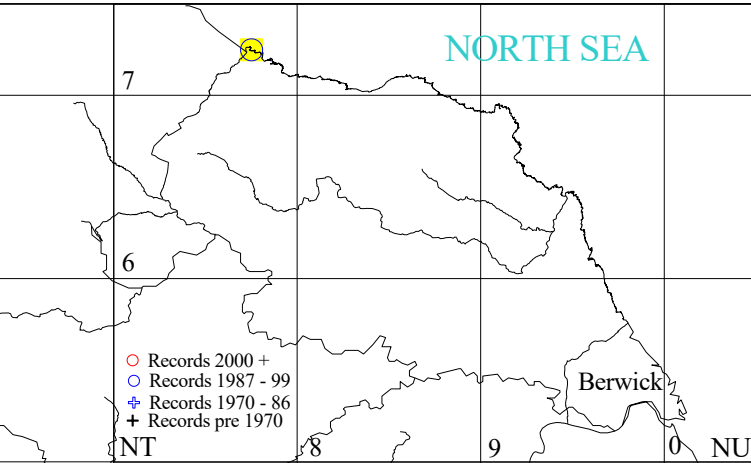 NORTH SEA
7
6
Records 2000 +
Records 1987 - 99
Records 1970 - 86
Records pre 1970
Berwick
NT
8
9
0
NU